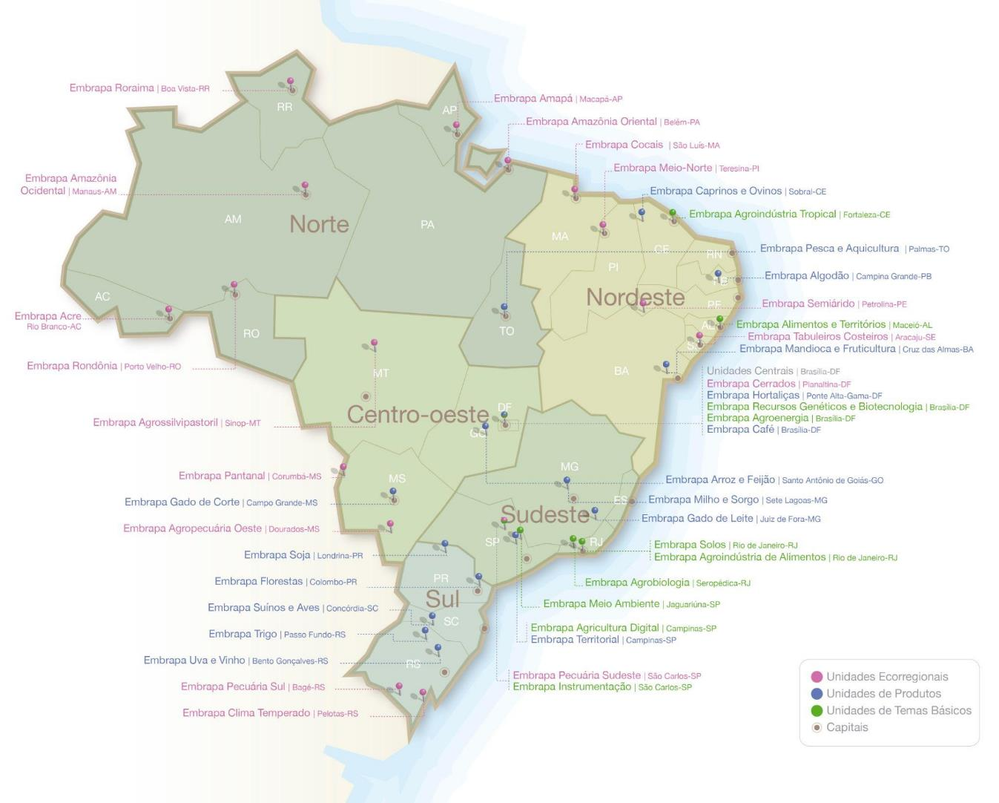 Embrapa Roraima | Boa Vista-RR
Embrapa Amapá | Macapá-AP
Embrapa Amazônia Oriental | Belém-PA
Embrapa Cocais | São Luís-MA
Embrapa Meio-Norte | Teresina-PI
Embrapa Amazônia
Ocidental | Manaus-AM
Embrapa Caprinos e Ovinos | Sobral-CE
Embrapa Agroindústria Tropical | Fortaleza-CE
Embrapa Pesca e Aquicultura | Palmas-TO
Embrapa Algodão | Campina Grande-PB
Embrapa Semiárido | Petrolina-PE
Embrapa Acre
Rio Branco-AC
Embrapa Alimentos e Territórios | Maceió-AL
Embrapa Tabuleiros Costeiros | Aracaju-SE
Embrapa Mandioca e Fruticultura | Cruz das Almas-BA
Embrapa Rondônia | Porto Velho-RO
Unidades Centrais | Brasília-DF
Embrapa Cerrados | Planaltina-DF
Embrapa Hortaliças | Ponte Alta-Gama-DF
Embrapa Recursos Genéticos e Biotecnologia | Brasília-DF
Embrapa Agroenergia | Brasília-DF
Embrapa Café | Brasília-DF
Embrapa Agrossilvipastoril | Sinop-MT
Embrapa Pantanal | Corumbá-MS
Embrapa Arroz e Feijão | Santo Antônio de Goiás-GO
Embrapa Gado de Corte | Campo Grande-MS
Embrapa Milho e Sorgo | Sete Lagoas-MG
Embrapa Gado de Leite | Juiz de Fora-MG
Embrapa Agropecuária Oeste | Dourados-MS
Embrapa Soja | Londrina-PR
Embrapa Solos | Rio de Janeiro-RJ
Embrapa Agroindústria de Alimentos | Rio de Janeiro-RJ
Embrapa Florestas | Colombo-PR
Embrapa Agrobiologia | Seropédica-RJ
Embrapa Suínos e Aves | Concórdia-SC
Embrapa Meio Ambiente | Jaguariúna-SP
Embrapa Trigo | Passo Fundo-RS
Embrapa Agricultura Digital | Campinas-SP
Embrapa Territorial | Campinas-SP
Embrapa Uva e Vinho | Bento Gonçalves-RS
Embrapa Pecuária Sudeste | São Carlos-SP
Embrapa Instrumentação | São Carlos-SP
Embrapa Pecuária Sul | Bagé-RS
Embrapa Clima Temperado | Pelotas-RS
RR
AP
AM
Norte
PA
MA
CE
RN
PI
PB
AC
Nordeste
PE
AL
SE
RO
TO
MT
BA
Centro-oeste
DF
GO
MS
MG
ES
Sudeste
SP
RJ
PR
Sul
SC
RS
Unidades Ecorregionais
Unidades de Produtos
Unidades de Temas Básicos
Capitais